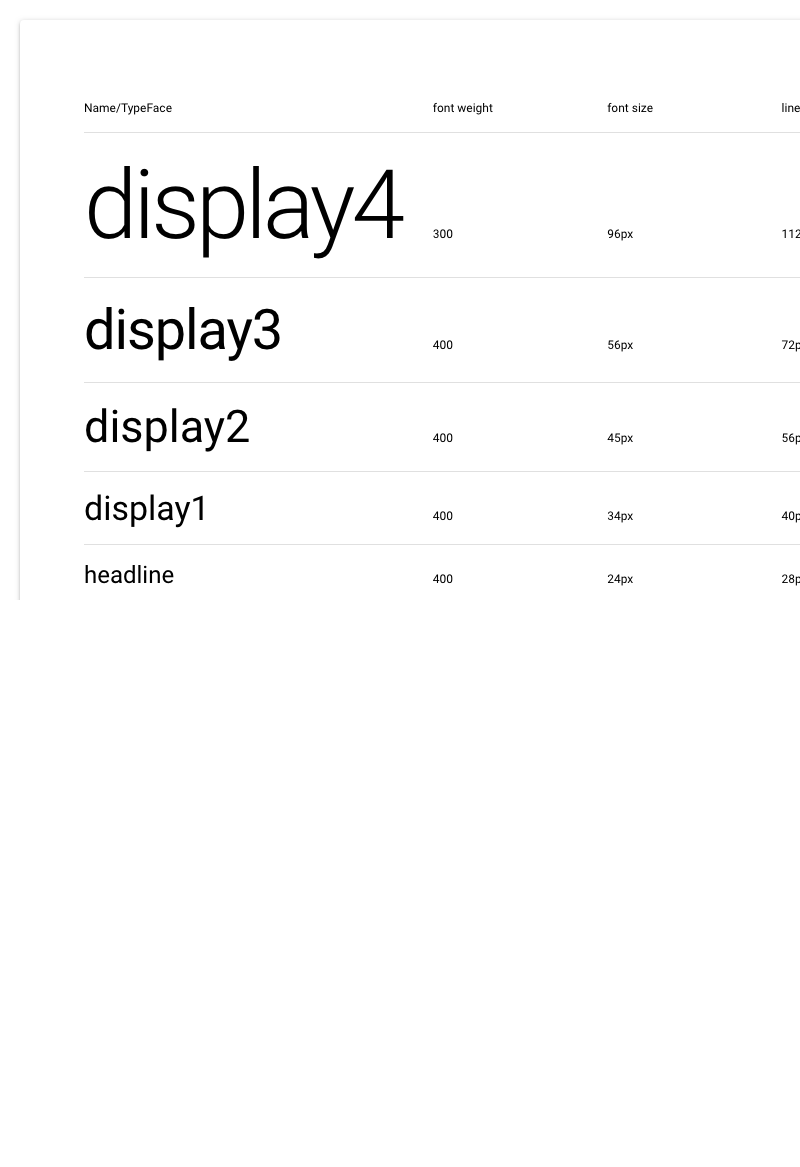 Name/TypeFace font weight font size line
display4 300 96px 112
display3 400 56px 72p
display2 400 45px 56p
display1 400 34px 40p
headline 400 24px 28p